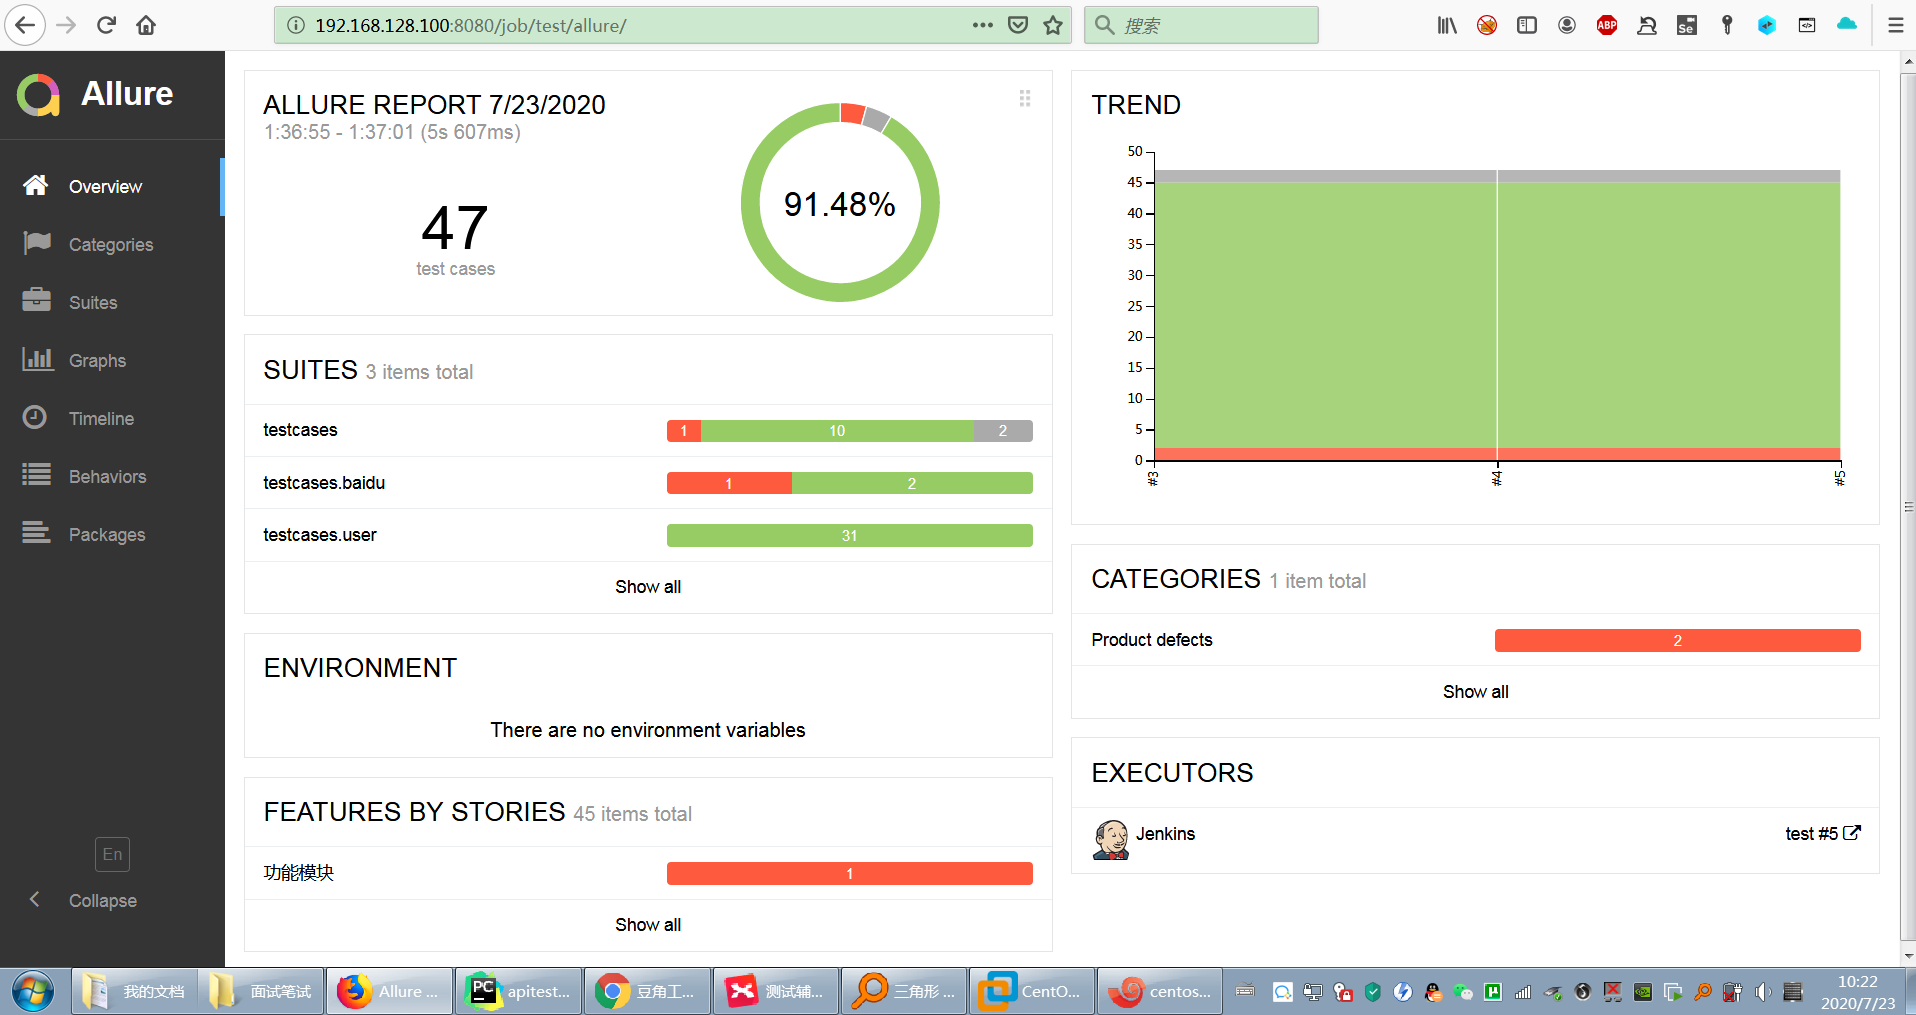 192.168.128.100:8080/job/test/allure/
搜索
ABP
Se
Allure
Overview
Categories
Suites
Graphs
Timeline
Behaviors
Packages
En
Collapse
ALLURE REPORT 7/23/2020
1:36:55 - 1:37:01 (5s 607ms)
47
test cases
91.48%
SUITES 3 items total
testcases 1 10 2
testcases.baidu 1 2
testcases.user 31
Show all
ENVIRONMENT
There are no environment variables
FEATURES BY STORIES 45 items total
功能模块 1
Show all
TREND
50
45
40
35
30
25
20
15
10
5
0
#3 #4 #5
CATEGORIES 1 item total
Product defects 2
Show all
EXECUTORS
Jenkins test #5
我的文档
面试笔试
Allure ...
PC
apitest...
豆角工...
测试辅...
三角形 ...
CentO...
centos...
10:22
2020/7/23